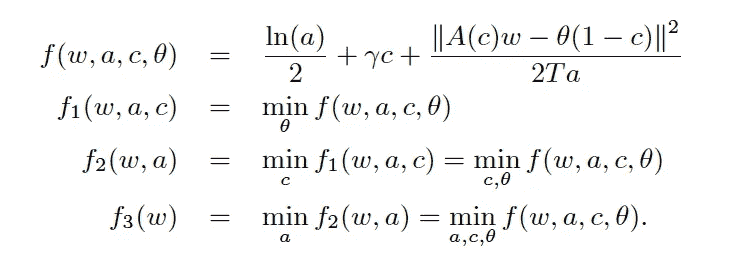 f(w, a, c, θ) = ln(a)/2 + γc + ‖A(c)w − θ(1 − c)‖²/2Ta
f₁(w, a, c) = min_θ f(w, a, c, θ)
f₂(w, a) = min_c f₁(w, a, c) = min_{c,θ} f(w, a, c, θ)
f₃(w) = min_a f₂(w, a) = min_{a,c,θ} f(w, a, c, θ).